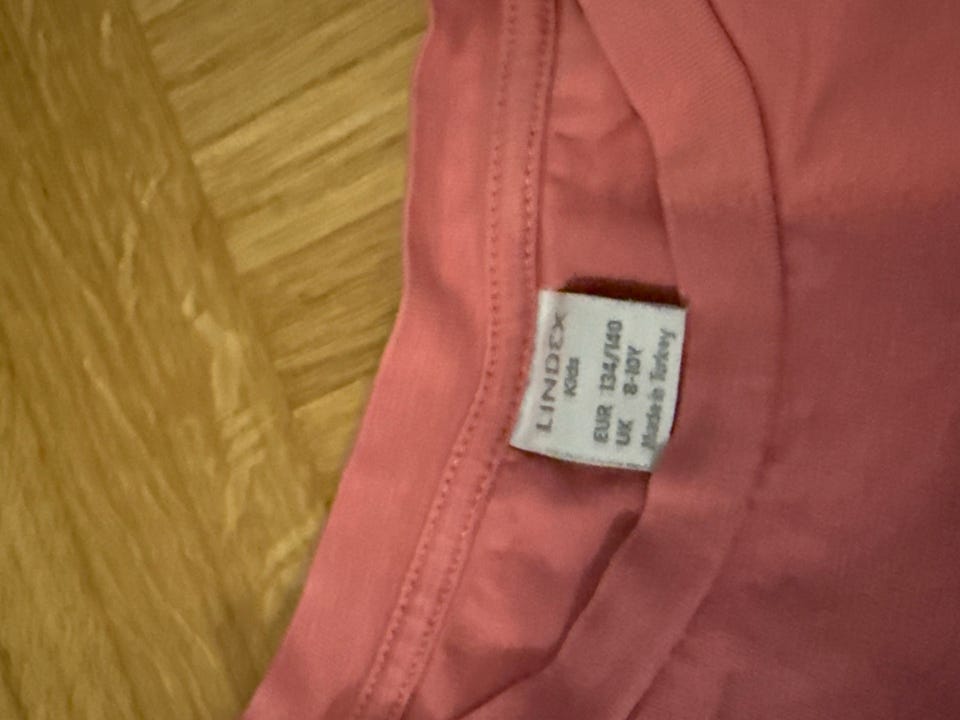 LINDEX
Kids
EUR 134/140
UK 8-10Y
Made in Turkey